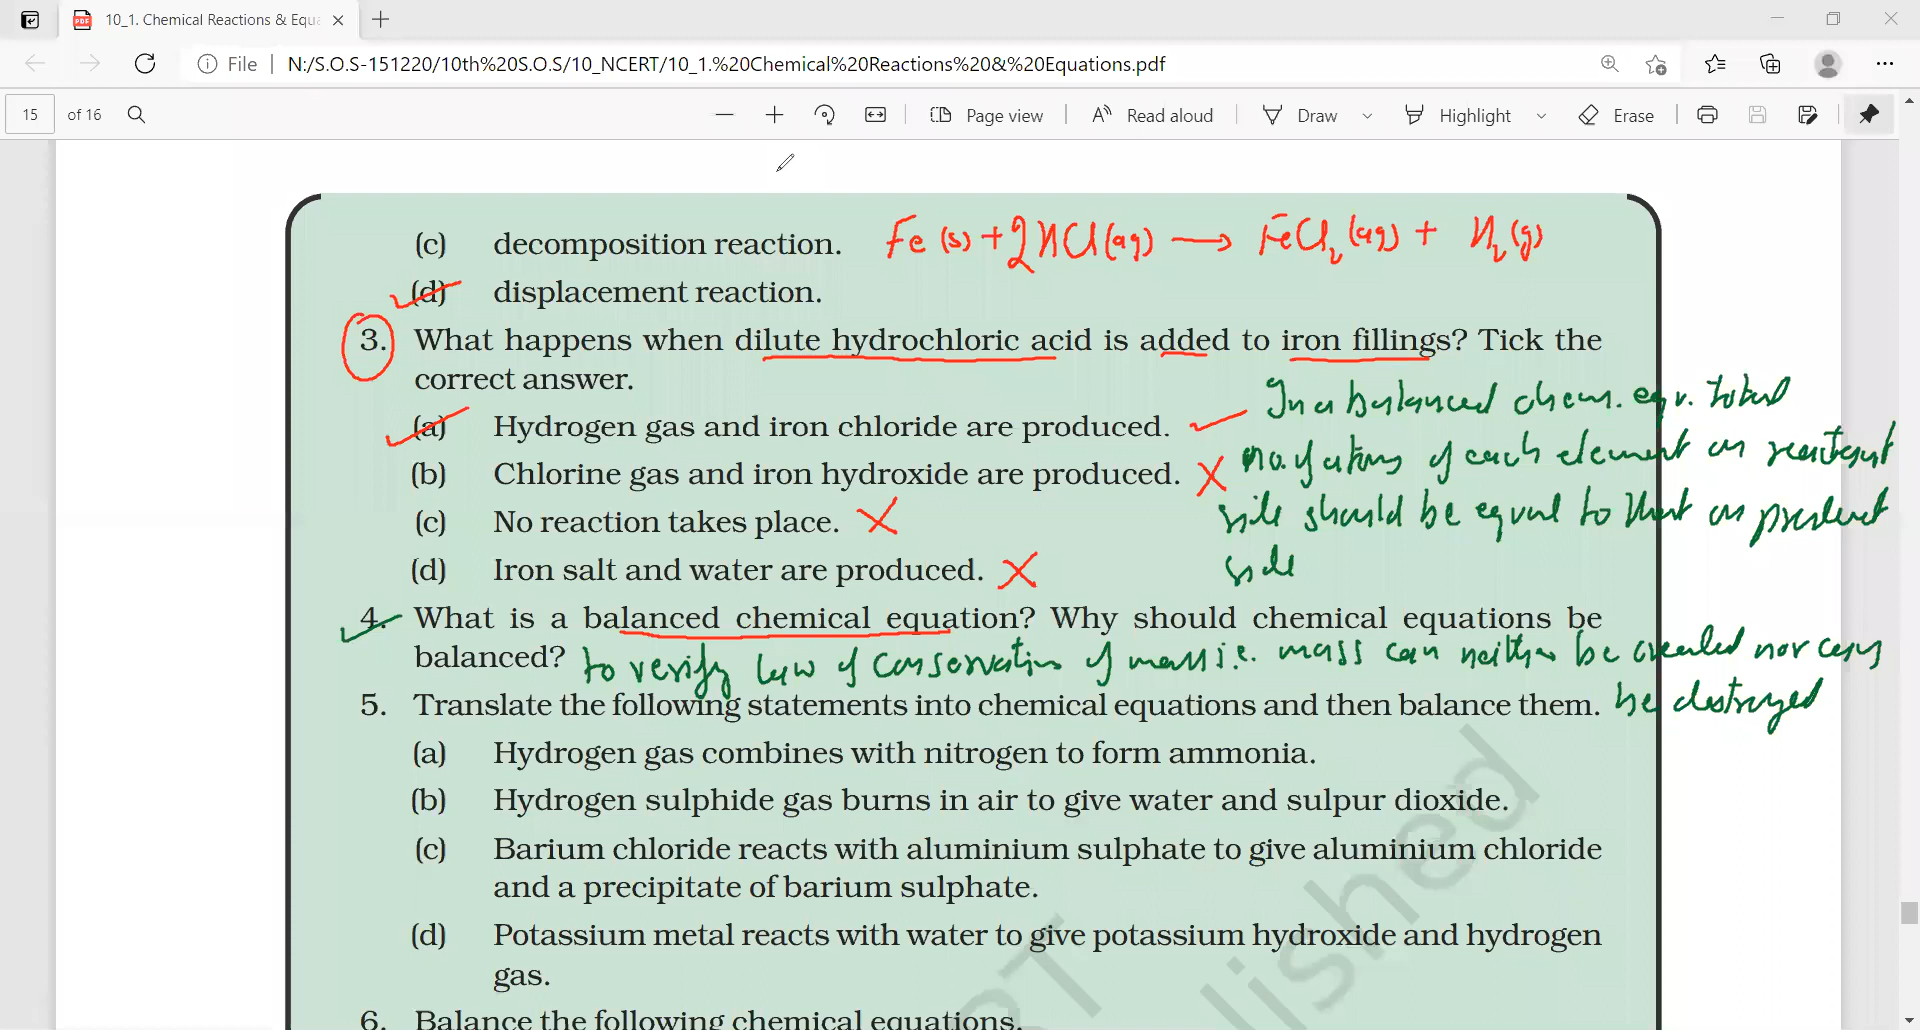 10_1. Chemical Reactions & Equa
File
N:/S.O.S-151220/10th%20S.O.S/10_NCERT/10_1.%20Chemical%20Reactions%20&%20Equations.pdf
15 of 16
Page view
Read aloud
Draw
Highlight
Erase
(c) decomposition reaction. Fe (s) + 2HCl (aq) → FeCl2 (aq) + H2 (g)
(d) displacement reaction.
3. What happens when dilute hydrochloric acid is added to iron fillings? Tick the
correct answer.
In a balanced chem. eqn. total
(a) Hydrogen gas and iron chloride are produced.
no. of atoms of each element on reactant
(b) Chlorine gas and iron hydroxide are produced.
side should be equal to that on product
(c) No reaction takes place.
side
(d) Iron salt and water are produced.
4. What is a balanced chemical equation? Why should chemical equations be
balanced? to verify law of conservation of mass i.e. mass can neither be created nor can
be destroyed
5. Translate the following statements into chemical equations and then balance them.
(a) Hydrogen gas combines with nitrogen to form ammonia.
(b) Hydrogen sulphide gas burns in air to give water and sulpur dioxide.
(c) Barium chloride reacts with aluminium sulphate to give aluminium chloride
and a precipitate of barium sulphate.
(d) Potassium metal reacts with water to give potassium hydroxide and hydrogen
gas.
6. Balance the following chemical equations.